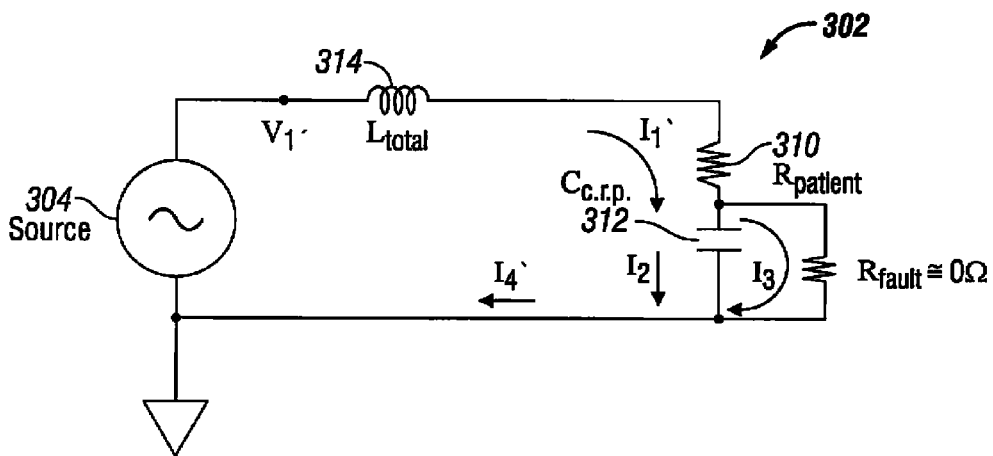 302
314
V1′
Ltotal
I1`
310
Rpatient
Cc.r.p.
312
304
Source
I4`
I2
I3
Rfault ≅ 0Ω